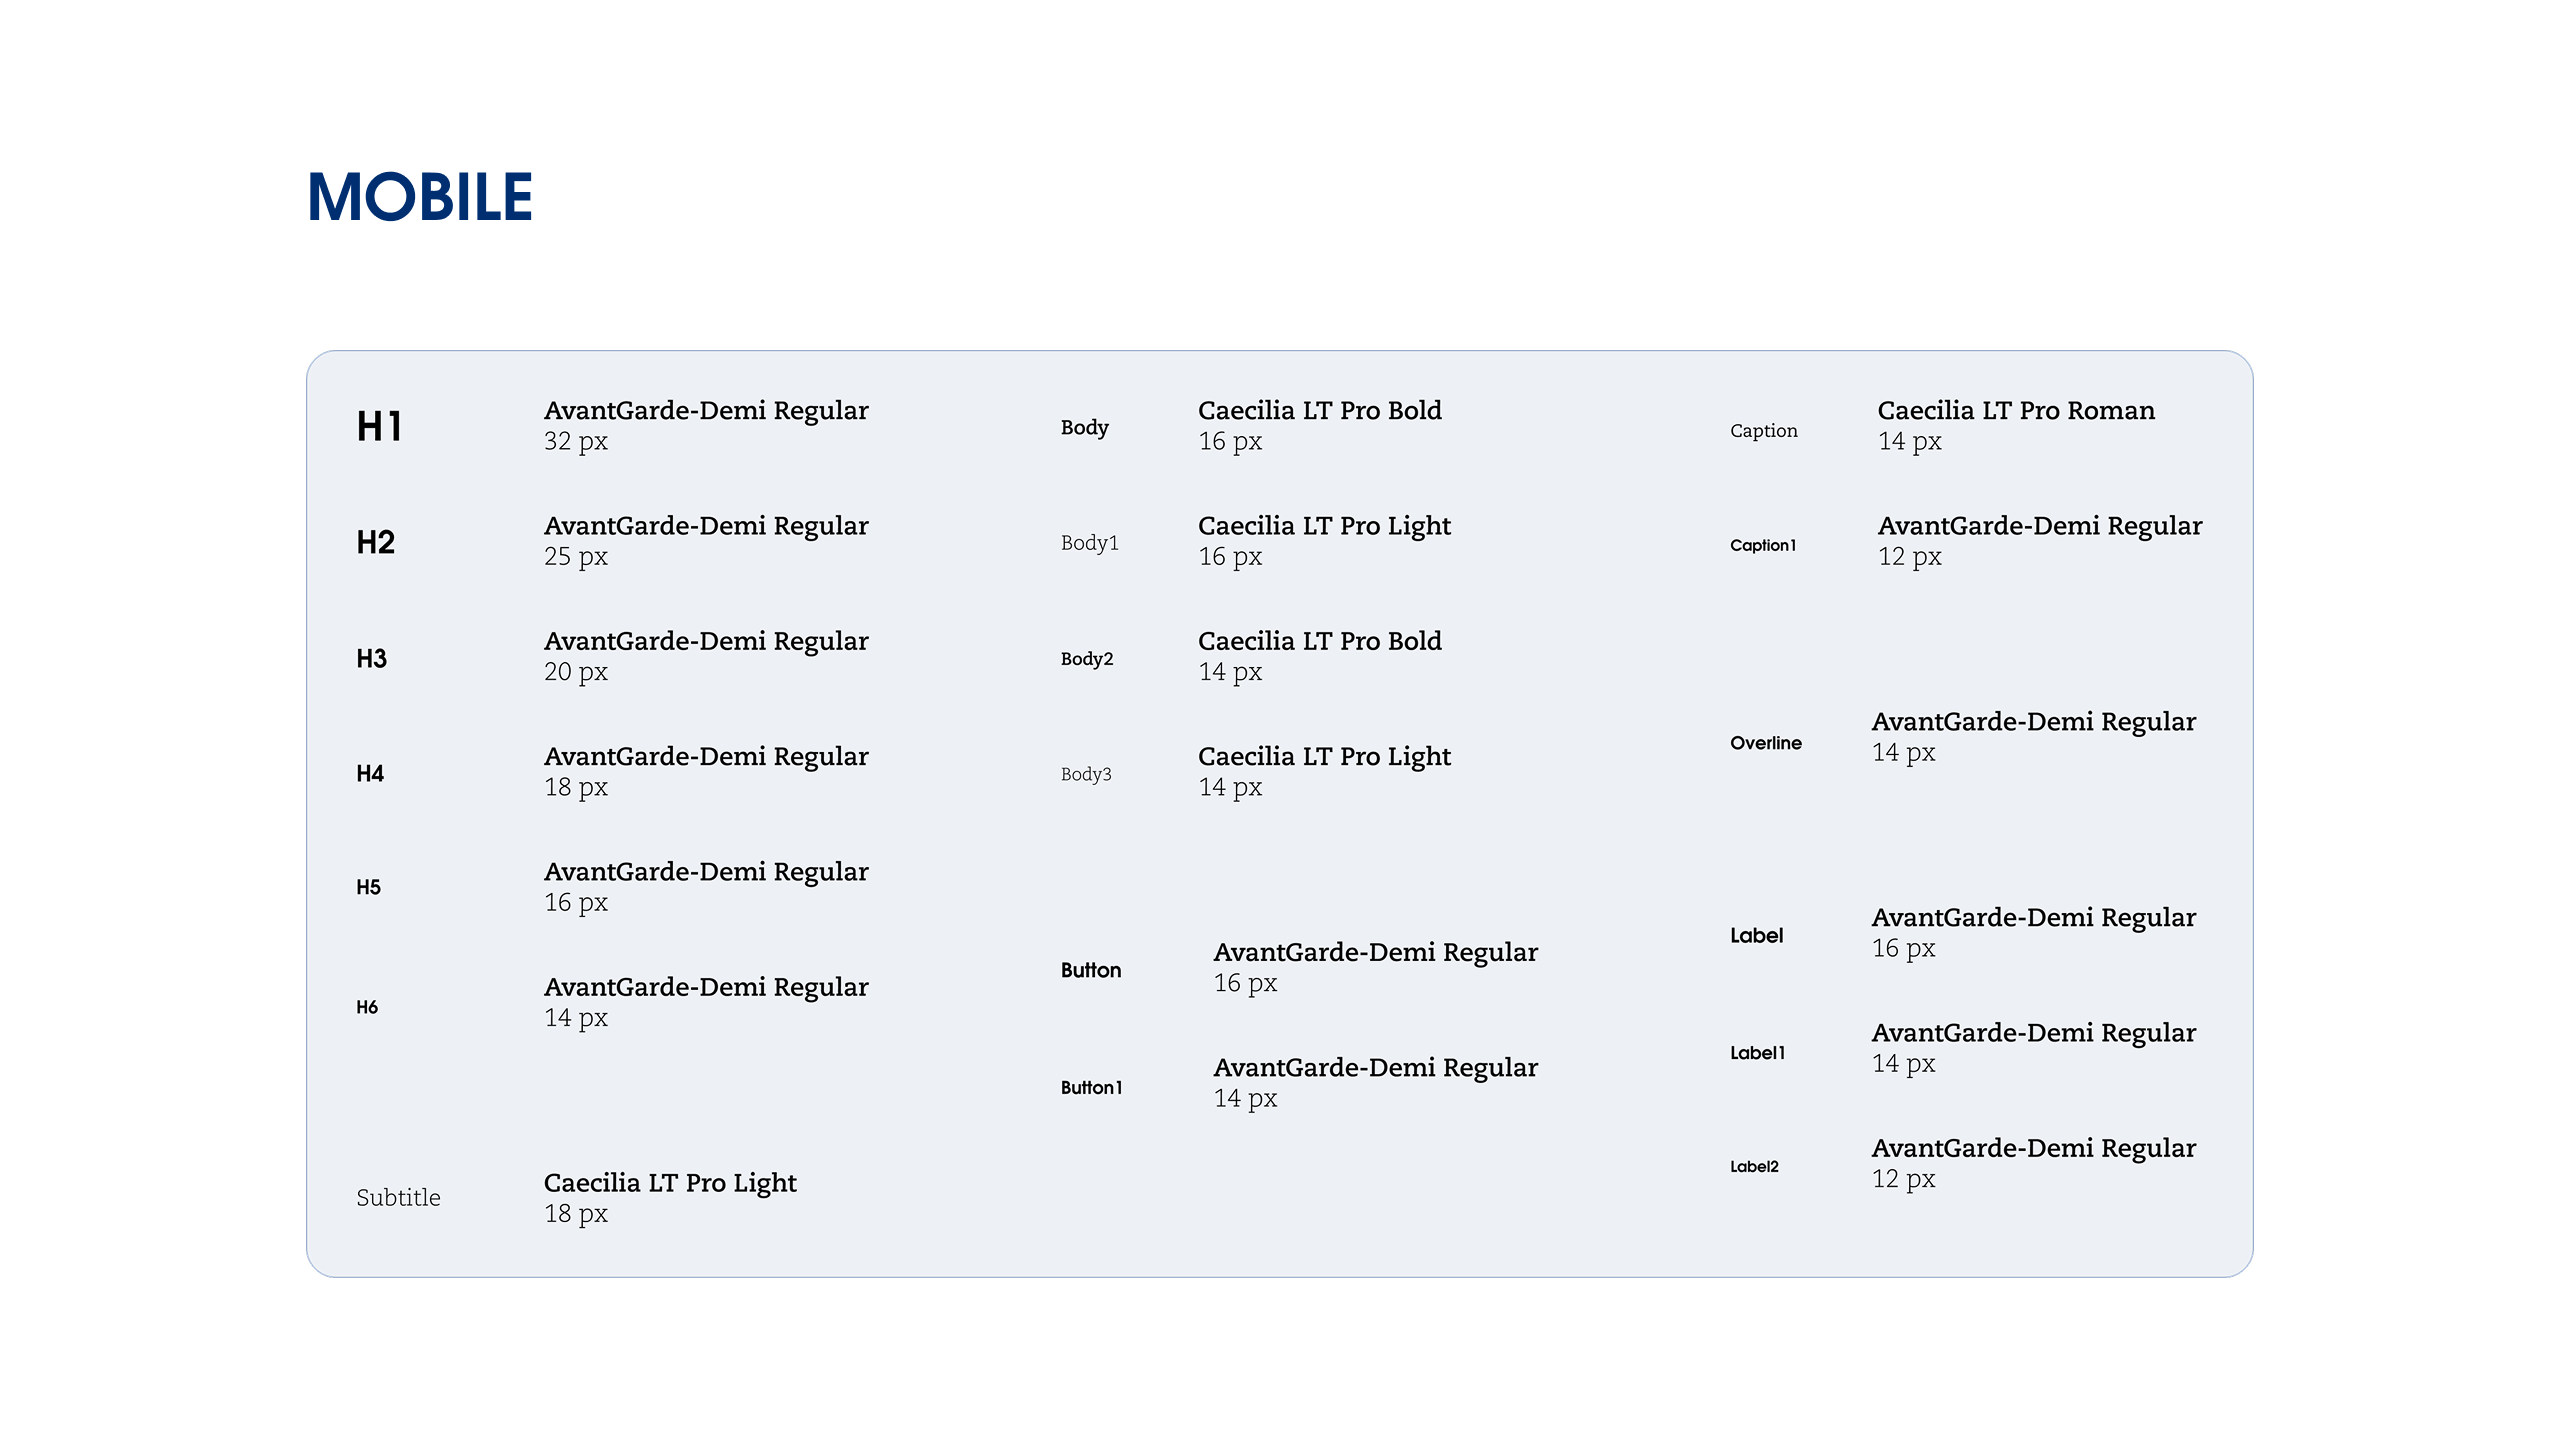 MOBILE
H1
AvantGarde-Demi Regular
32 px
H2
AvantGarde-Demi Regular
25 px
H3
AvantGarde-Demi Regular
20 px
H4
AvantGarde-Demi Regular
18 px
H5
AvantGarde-Demi Regular
16 px
H6
AvantGarde-Demi Regular
14 px
Subtitle
Caecilia LT Pro Light
18 px
Body
Caecilia LT Pro Bold
16 px
Body1
Caecilia LT Pro Light
16 px
Body2
Caecilia LT Pro Bold
14 px
Body3
Caecilia LT Pro Light
14 px
Button
AvantGarde-Demi Regular
16 px
Button1
AvantGarde-Demi Regular
14 px
Caption
Caecilia LT Pro Roman
14 px
Caption1
AvantGarde-Demi Regular
12 px
Overline
AvantGarde-Demi Regular
14 px
Label
AvantGarde-Demi Regular
16 px
Label1
AvantGarde-Demi Regular
14 px
Label2
AvantGarde-Demi Regular
12 px